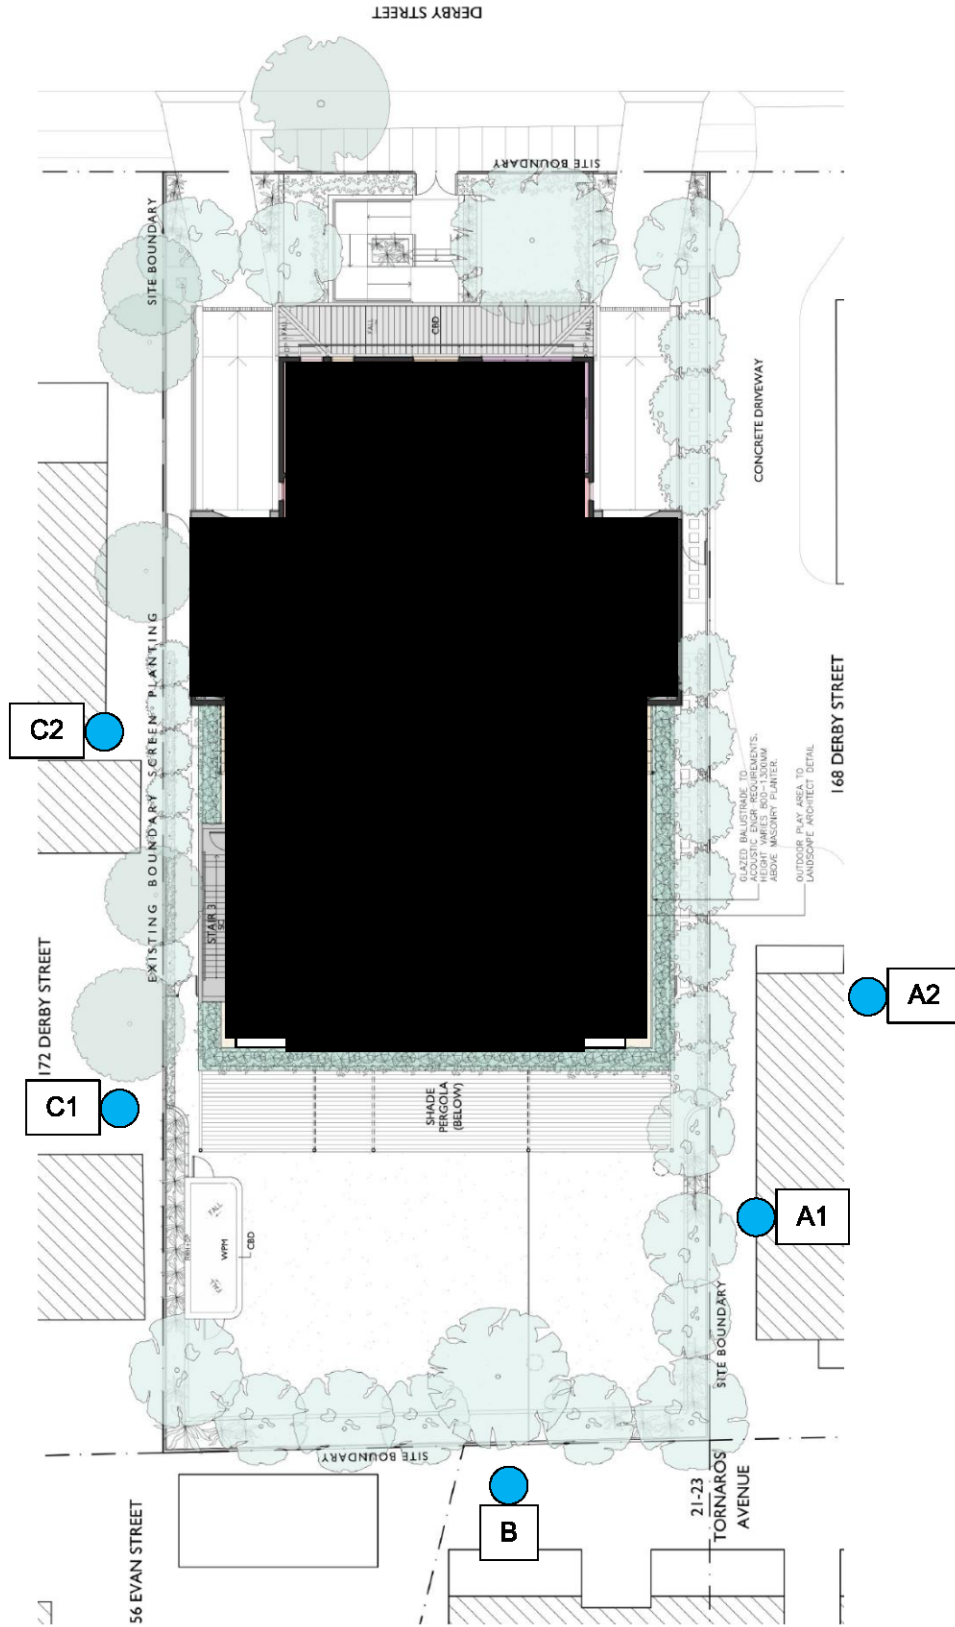 DERBY STREET
SITE BOUNDARY
SITE BOUNDARY
FALL
FALL
CBD
FALL
CONCRETE DRIVEWAY
EXISTING BOUNDARY SCREEN PLANTING
C2
168 DERBY STREET
GLAZED BALUSTRADE TO
ACOUSTIC ENGR REQUIREMENTS.
HEIGHT VARIES 800-1300MM
ABOVE MASONRY PLANTER.
OUTDOOR PLAY AREA TO
LANDSCAPE ARCHITECT DETAIL
STAIR 3
172 DERBY STREET
A2
C1
SHADE
PERGOLA
(BELOW)
A1
FALL
WPM
CBD
FALL
SITE BOUNDARY
SITE BOUNDARY
21-23
TORNAROS
AVENUE
B
56 EVAN STREET